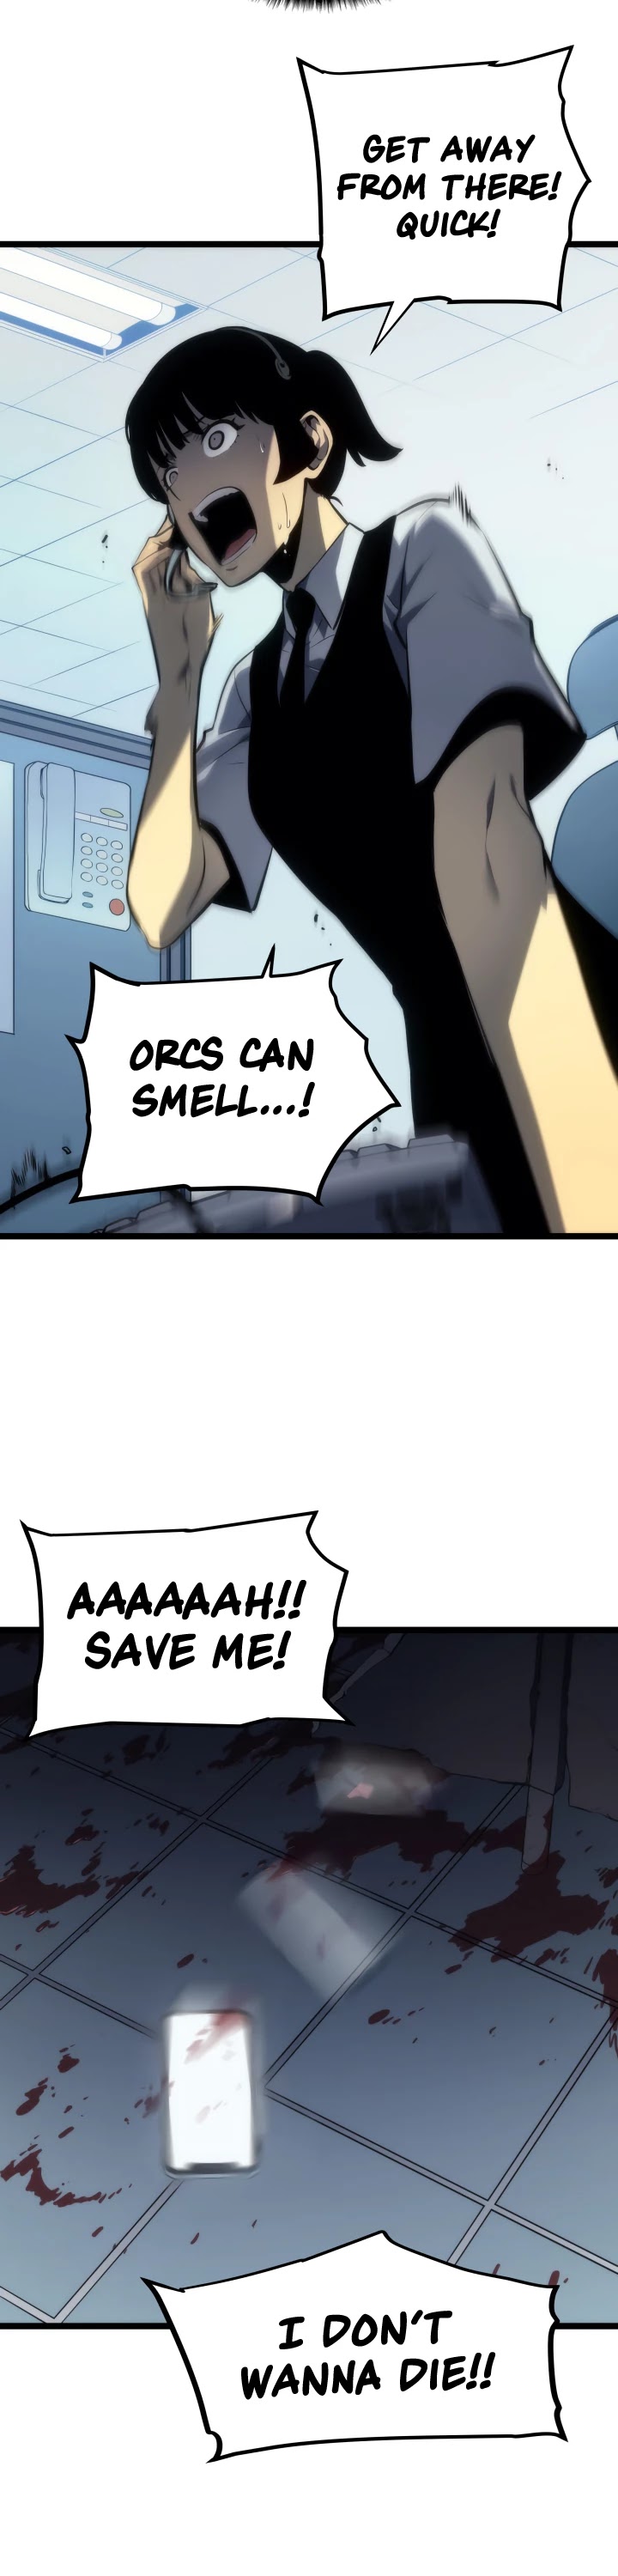 GET AWAY
FROM THERE!
QUICK!
ORCS CAN
SMELL...!
AAAAAAH!!
SAVE ME!
I DON'T
WANNA DIE!!